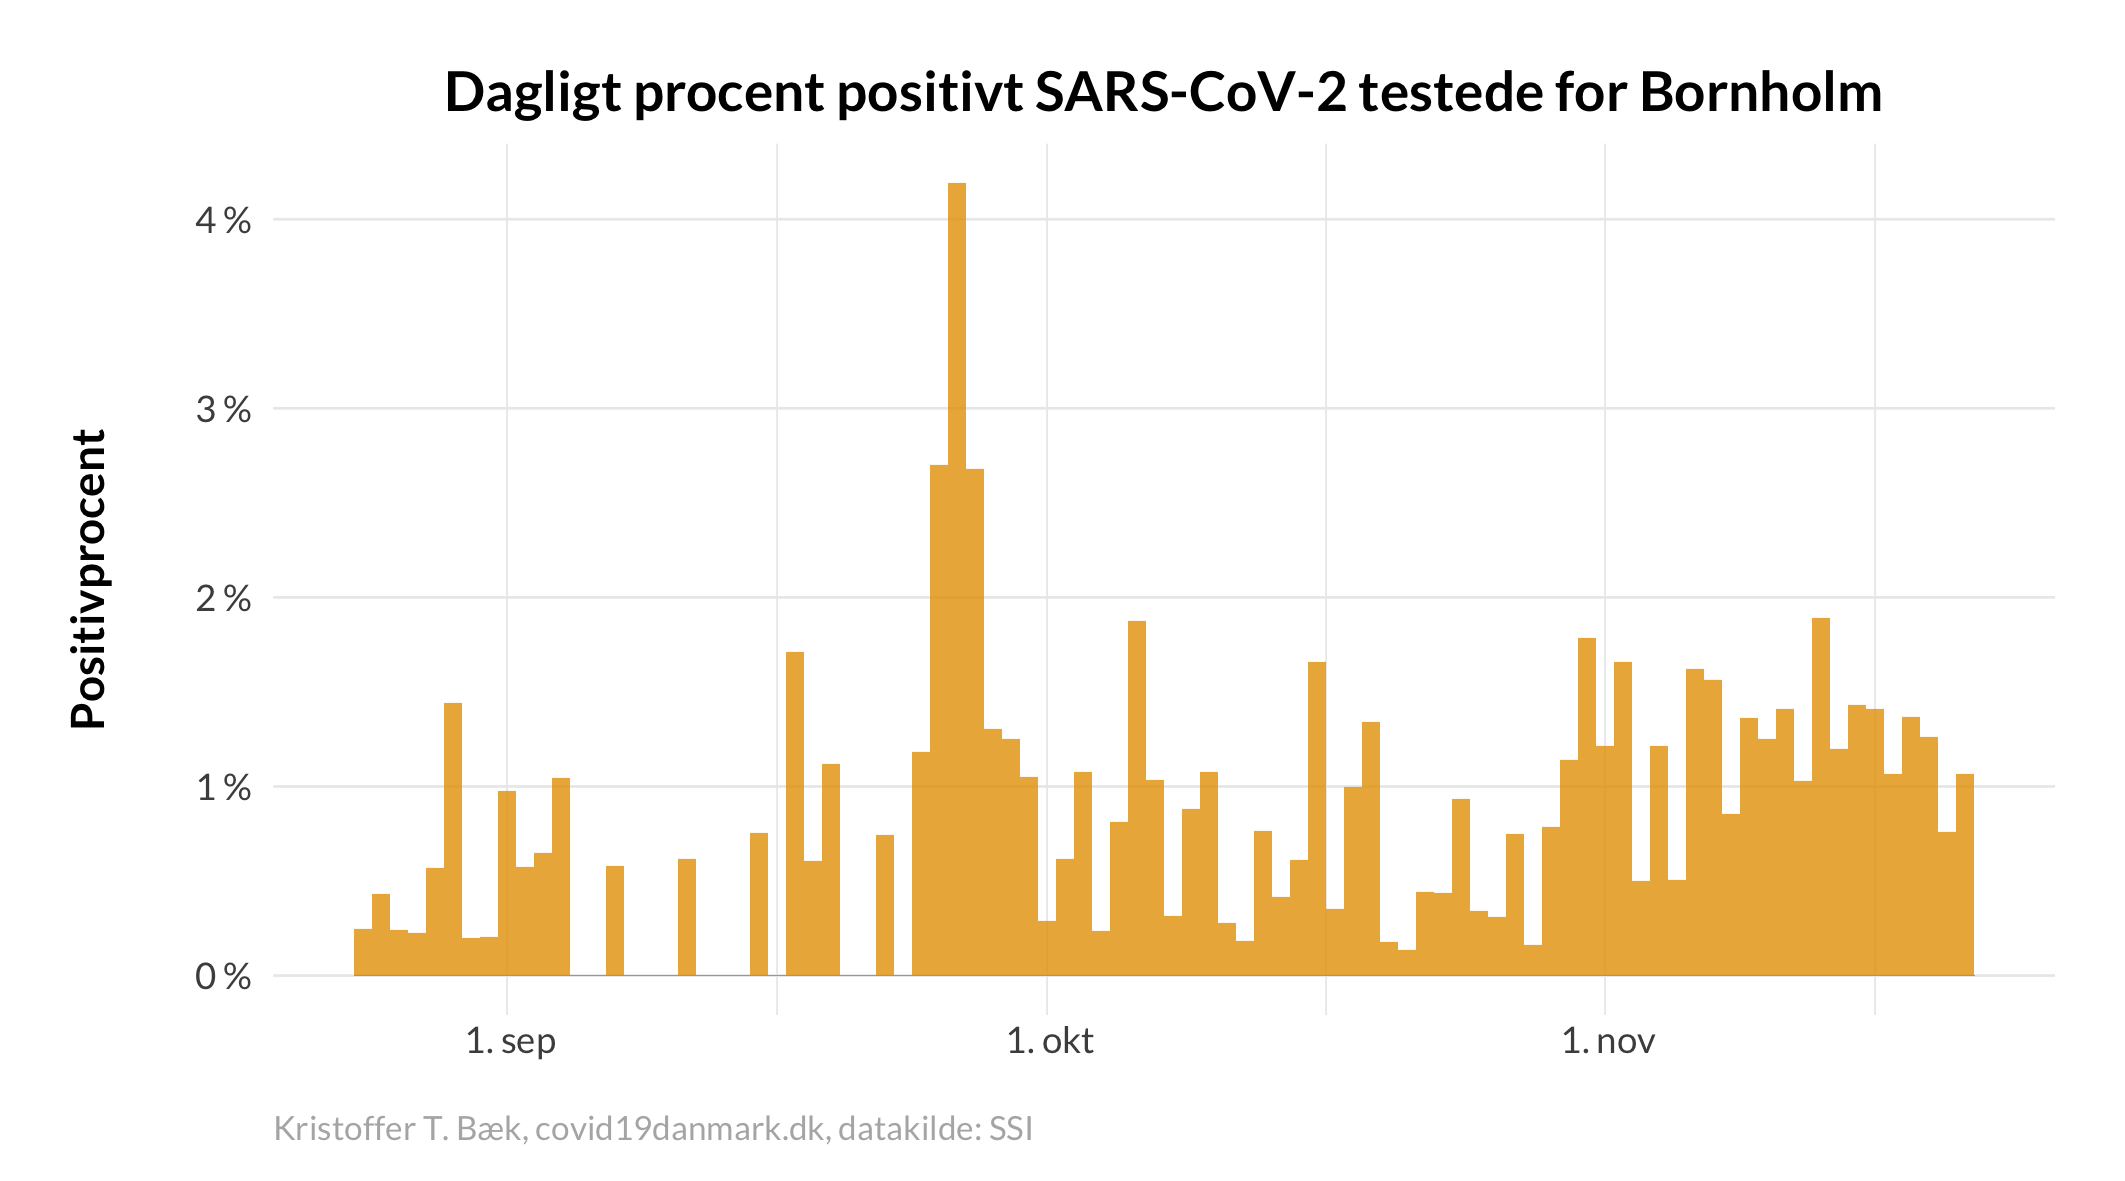 Dagligt procent positivt SARS-CoV-2 testede for Bornholm
Positivprocent
4 %
3 %
2 %
1 %
0 %
1. sep
1. okt
1. nov
Kristoffer T. Bæk, covid19danmark.dk, datakilde: SSI